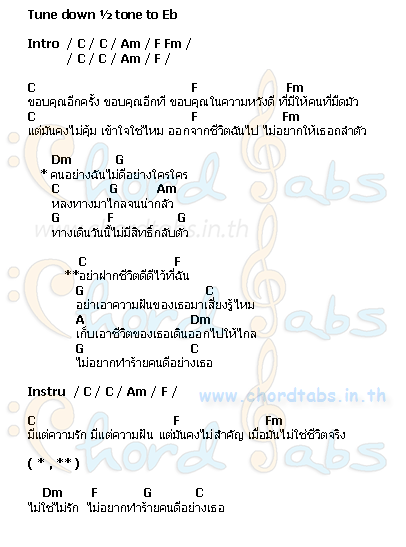 Tune down ½ tone to Eb
Intro / C / C / Am / F Fm /
/ C / C / Am / F /
C F Fm
ขอบคุณอีกครั้ง ขอบคุณอีกที ขอบคุณในความหวังดี ที่มีให้คนที่มืดมัว
C F Fm
แต่มันคงไม่คุ้ม เข้าใจใช่ไหม ออกจากชีวิตฉันไป ไม่อยากให้เธอถลำตัว
Dm G
* คนอย่างฉันไม่ดีอย่างใครใคร
C G Am
หลงทางมาไกลจนน่ากลัว
G F G
ทางเดินวันนี้ไม่มีสิทธิ์กลับตัว
C F
**อย่าฝากชีวิตดีดีไว้ที่ฉัน
G C
อย่าเอาความฝันของเธอมาเสี่ยงรู้ไหม
A Dm
เก็บเอาชีวิตของเธอเดินออกไปให้ไกล
G C
ไม่อยากทำร้ายคนดีอย่างเธอ
Instru / C / C / Am / F /
www.chordtabs.in.th
C F Fm
มีแต่ความรัก มีแต่ความฝัน แต่มันคงไม่สำคัญ เมื่อมันไม่ใช่ชีวิตจริง
( * , ** )
Dm F G C
ไม่ใช่ไม่รัก ไม่อยากทำร้ายคนดีอย่างเธอ